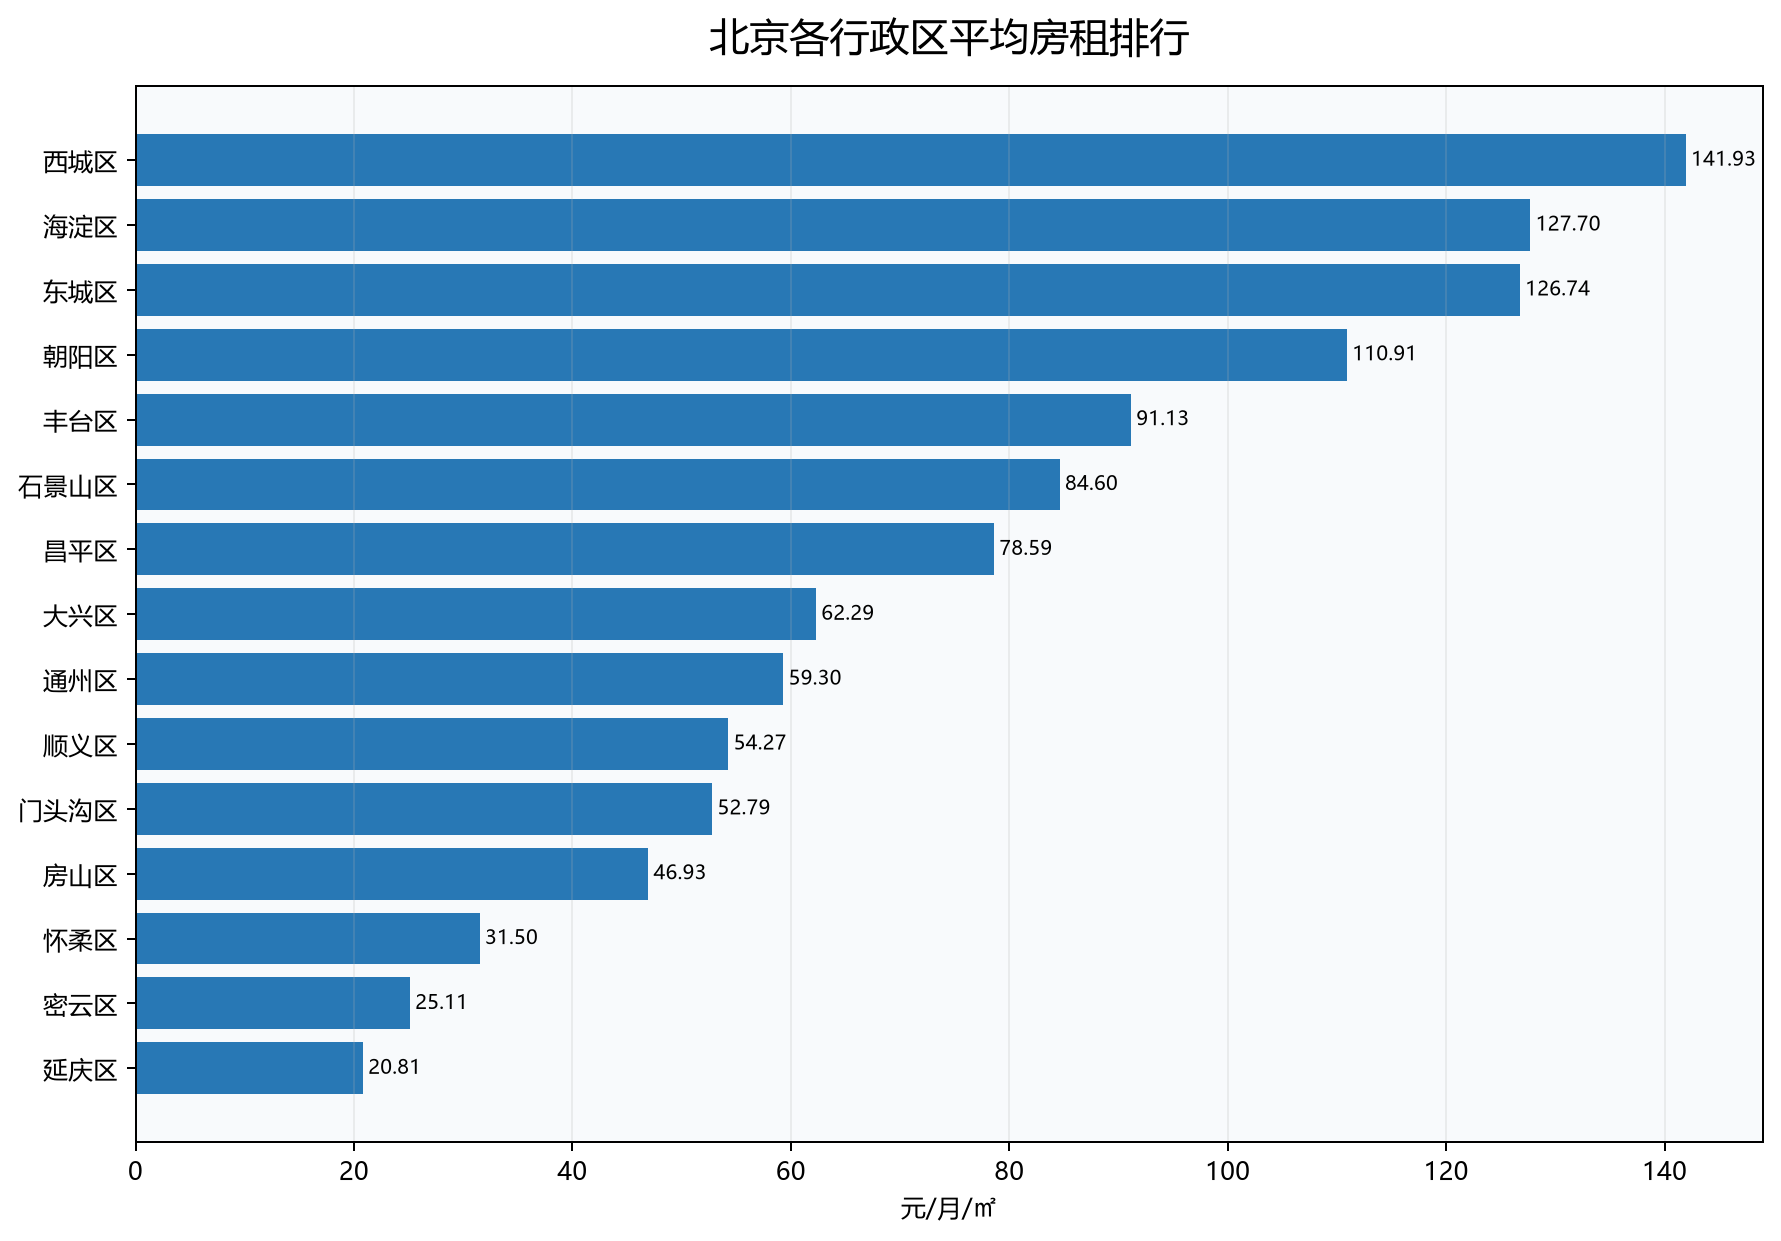 北京各行政区平均房租排行
西城区 141.93
海淀区 127.70
东城区 126.74
朝阳区 110.91
丰台区 91.13
石景山区 84.60
昌平区 78.59
大兴区 62.29
通州区 59.30
顺义区 54.27
门头沟区 52.79
房山区 46.93
怀柔区 31.50
密云区 25.11
延庆区 20.81
0 20 40 60 80 100 120 140
元/月/㎡